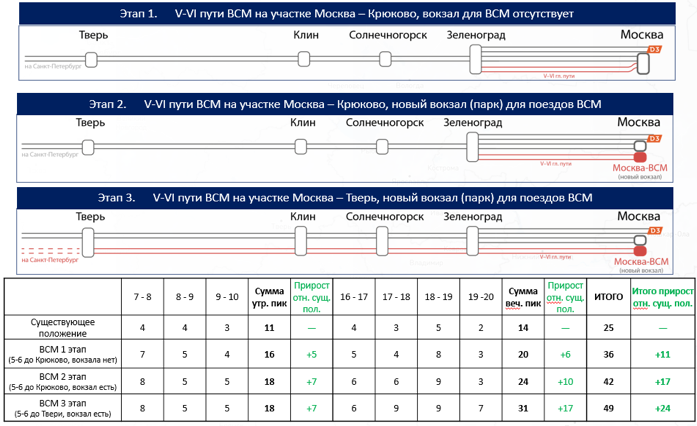 Этап 1. V-VI пути ВСМ на участке Москва – Крюково, вокзал для ВСМ отсутствует
Тверь Клин Солнечногорск Зеленоград Москва
D3
на Санкт-Петербург
V-VI гл. пути
Этап 2. V-VI пути ВСМ на участке Москва – Крюково, новый вокзал (парк) для поездов ВСМ
Тверь Клин Солнечногорск Зеленоград Москва
D3
на Санкт-Петербург
V-VI гл. пути
Москва-ВСМ
(новый вокзал)
Этап 3. V-VI пути ВСМ на участке Москва – Тверь, новый вокзал (парк) для поездов ВСМ
Тверь Клин Солнечногорск Зеленоград Москва
D3
на Санкт-Петербург
V-VI гл. пути
Москва-ВСМ
(новый вокзал)
7 - 8 8 - 9 9 - 10 Сумма утр. пик Прирост отн. сущ. пол. 16 - 17 17 - 18 18 - 19 19 -20 Сумма веч. пик Прирост отн. сущ. пол. ИТОГО Итого прирост отн. сущ. пол.
Существующее положение 4 4 3 11 — 4 3 5 2 14 — 25 —
ВСМ 1 этап
(5-6 до Крюково, вокзала нет) 7 5 4 16 +5 5 4 8 3 20 +6 36 +11
ВСМ 2 этап
(5-6 до Крюково, вокзал есть) 8 5 5 18 +7 6 6 9 3 24 +10 42 +17
ВСМ 3 этап
(5-6 до Твери, вокзал есть) 8 5 5 18 +7 6 9 9 7 31 +17 49 +24